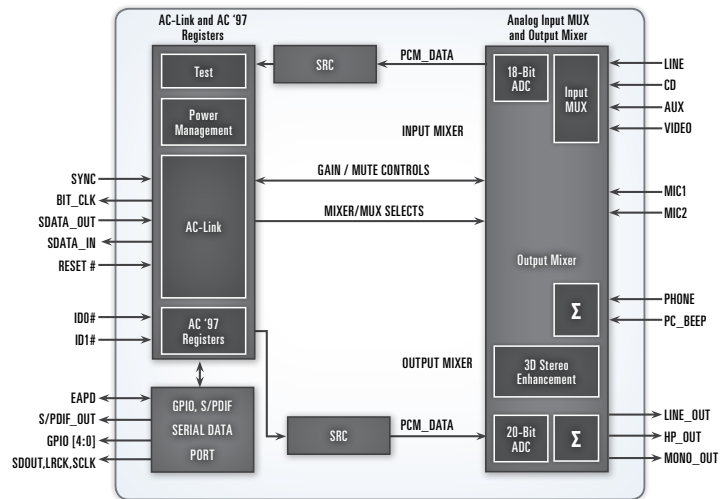 AC-Link and AC '97
Registers
Analog Input MUX
and Output Mixer
Test
SRC
PCM_DATA
18-Bit
ADC
Input
MUX
LINE
CD
AUX
VIDEO
Power
Management
INPUT MIXER
SYNC
BIT_CLK
SDATA_OUT
SDATA_IN
RESET #
AC-Link
GAIN / MUTE CONTROLS
MIXER/MUX SELECTS
MIC1
MIC2
Output Mixer
ID0#
ID1#
AC '97
Registers
Σ
PHONE
PC_BEEP
OUTPUT MIXER
3D Stereo
Enhancement
EAPD
S/PDIF_OUT
GPIO [4:0]
SDOUT,LRCK,SCLK
GPIO, S/PDIF
SERIAL DATA
PORT
SRC
PCM_DATA
20-Bit
ADC
Σ
LINE_OUT
HP_OUT
MONO_OUT